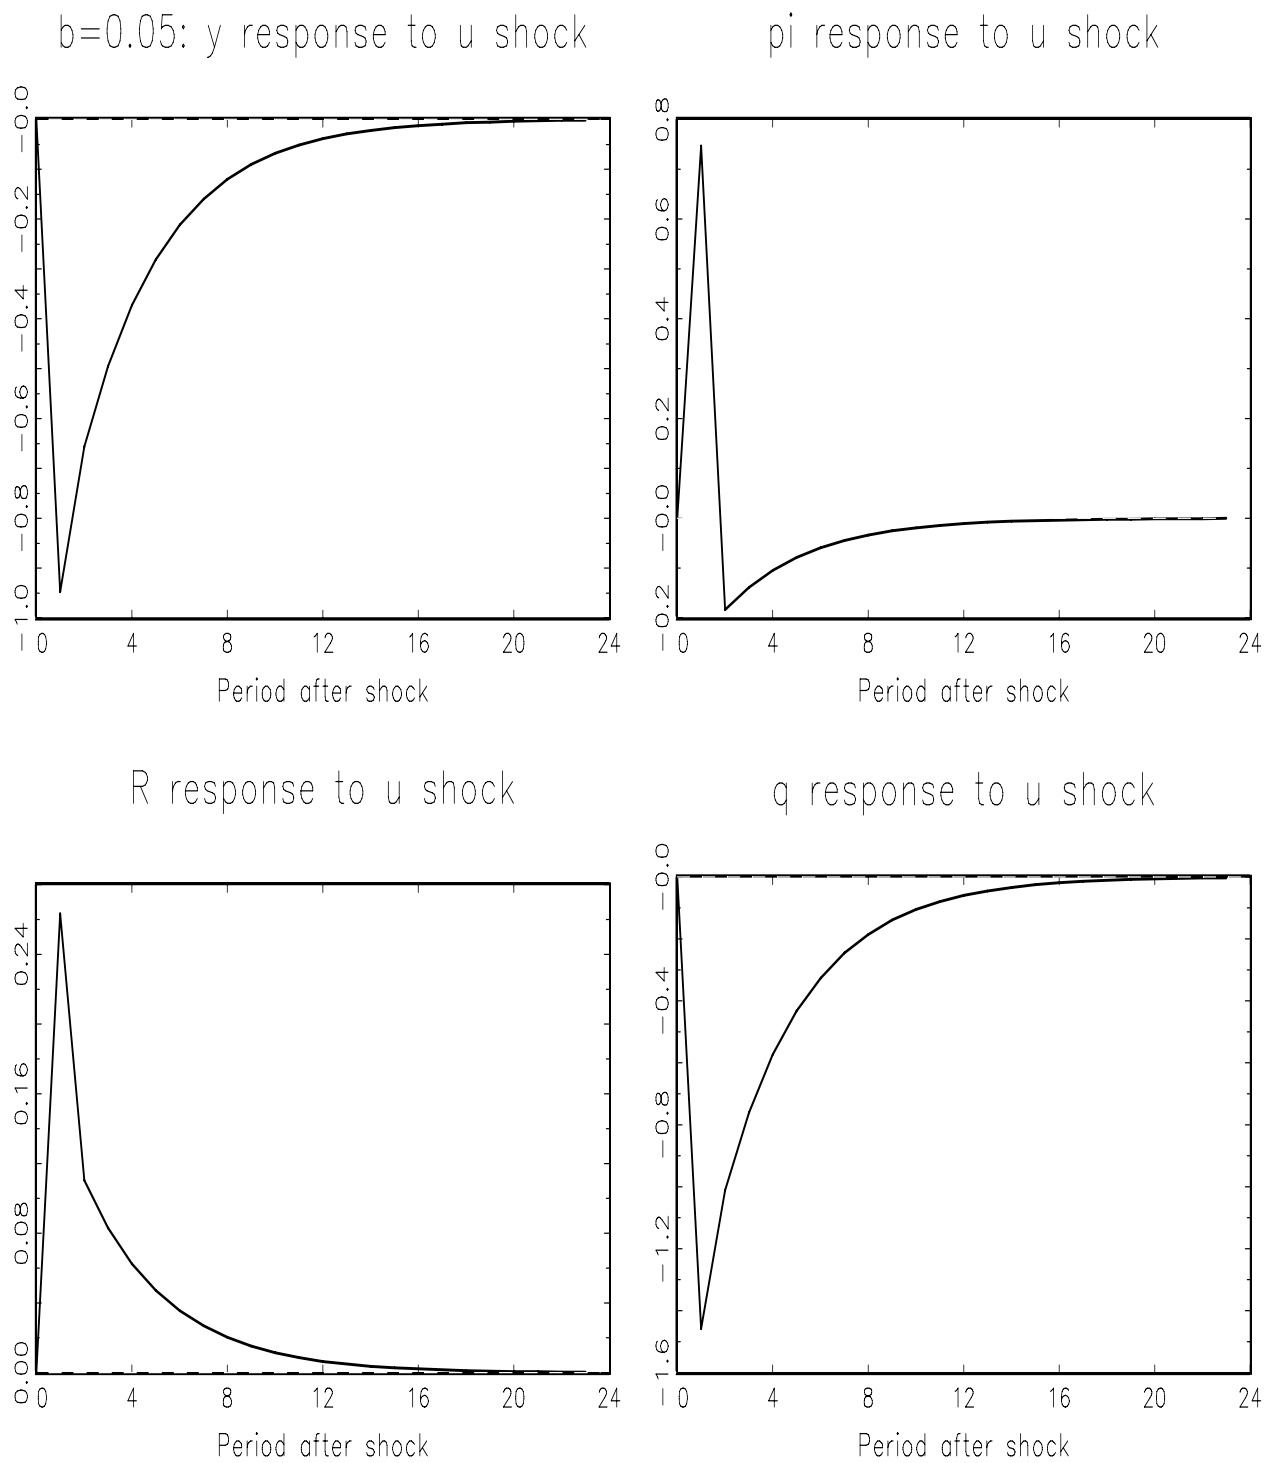 b=0.05: y response to u shock
−0.0
−0.2
−0.4
−0.6
−0.8
−1.0
0 4 8 12 16 20 24
Period after shock
pi response to u shock
0.8
0.6
0.4
0.2
−0.0
−0.2
0 4 8 12 16 20 24
Period after shock
R response to u shock
0.24
0.16
0.08
0.00
0 4 8 12 16 20 24
Period after shock
q response to u shock
−0.0
−0.4
−0.8
−1.2
−1.6
0 4 8 12 16 20 24
Period after shock